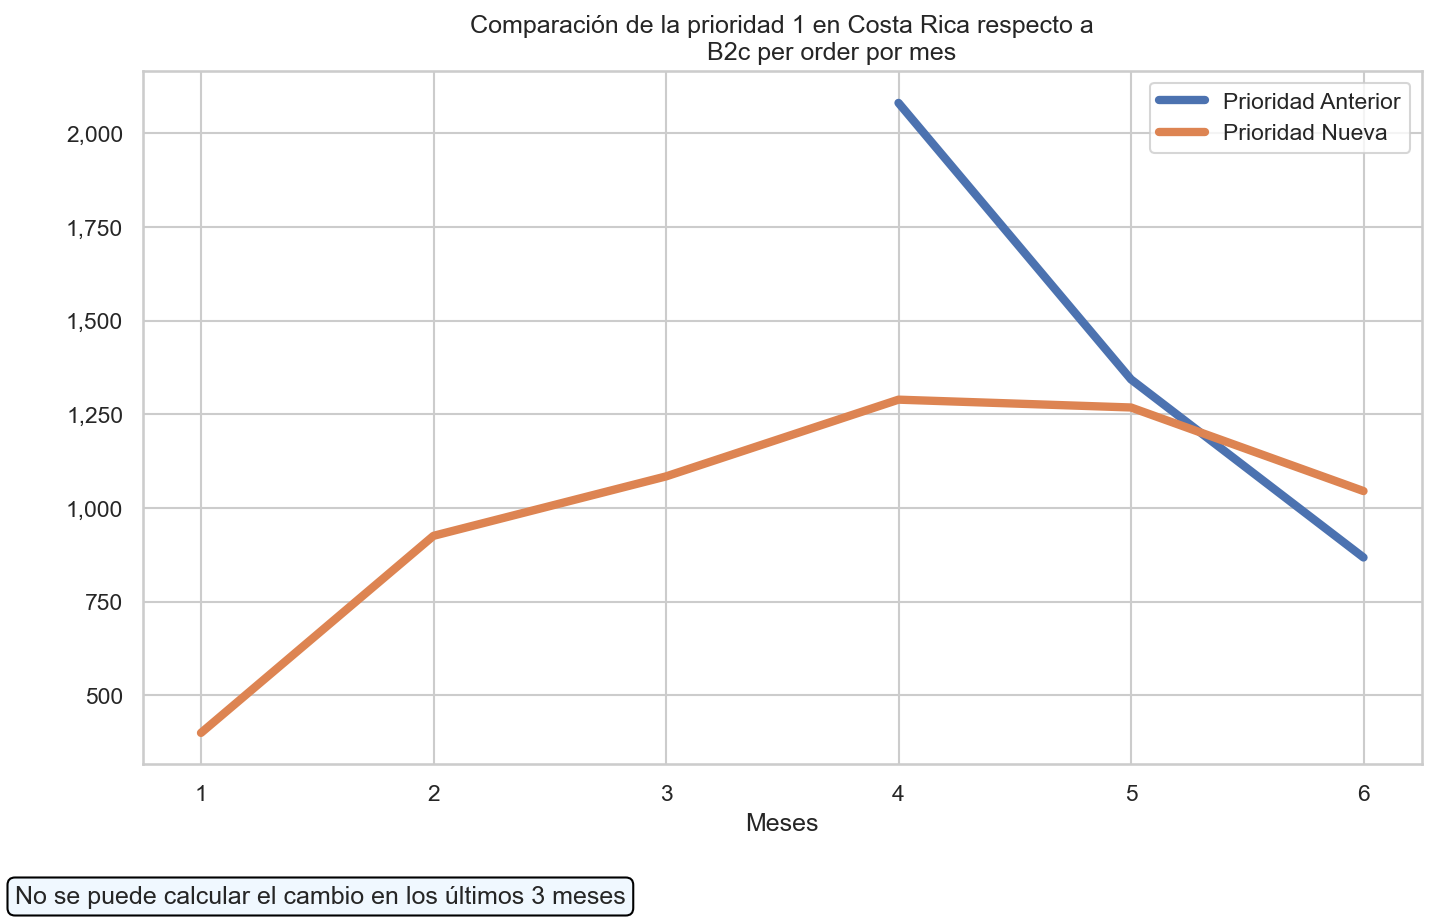 Comparación de la prioridad 1 en Costa Rica respecto a
B2c per order por mes
Prioridad Anterior
Prioridad Nueva
2,000
1,750
1,500
1,250
1,000
750
500
1 2 3 4 5 6
Meses
No se puede calcular el cambio en los últimos 3 meses